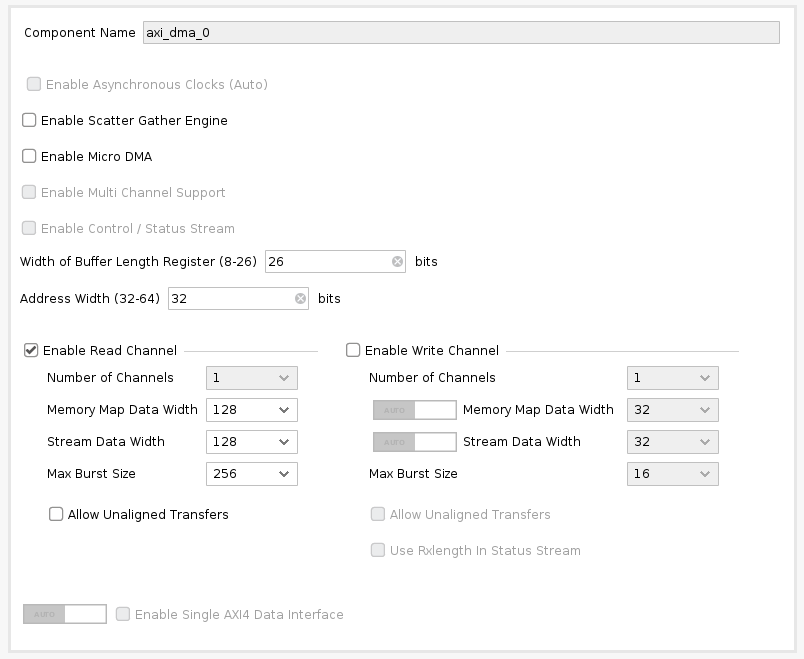 Component Name axi_dma_0
Enable Asynchronous Clocks (Auto)
Enable Scatter Gather Engine
Enable Micro DMA
Enable Multi Channel Support
Enable Control / Status Stream
Width of Buffer Length Register (8-26) 26 bits
Address Width (32-64) 32 bits
Enable Read Channel
Number of Channels 1
Memory Map Data Width 128
Stream Data Width 128
Max Burst Size 256
Allow Unaligned Transfers
Enable Write Channel
Number of Channels 1
AUTO Memory Map Data Width 32
AUTO Stream Data Width 32
Max Burst Size 16
Allow Unaligned Transfers
Use Rxlength In Status Stream
AUTO Enable Single AXI4 Data Interface